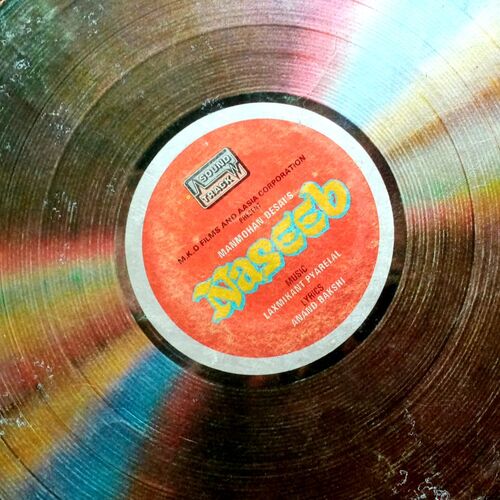 SOUND
TRACK
M.K.D FILMS AND AASIA CORPORATION
PRESENT
MANMOHAN DESAI'S
Naseeb
MUSIC
LAXMIKANT PYARELAL
LYRICS
ANAND BAKSHI